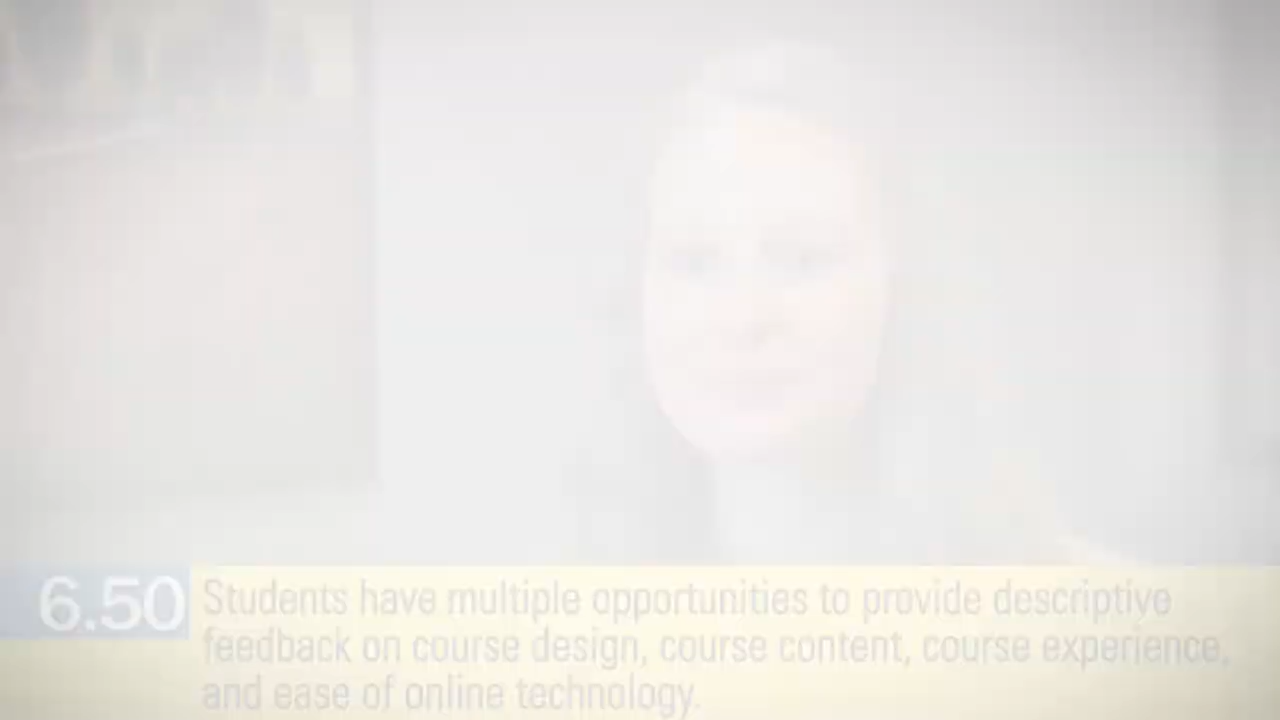 6.50
Students have multiple opportunities to provide descriptive
feedback on course design, course content, course experience,
and ease of online technology.